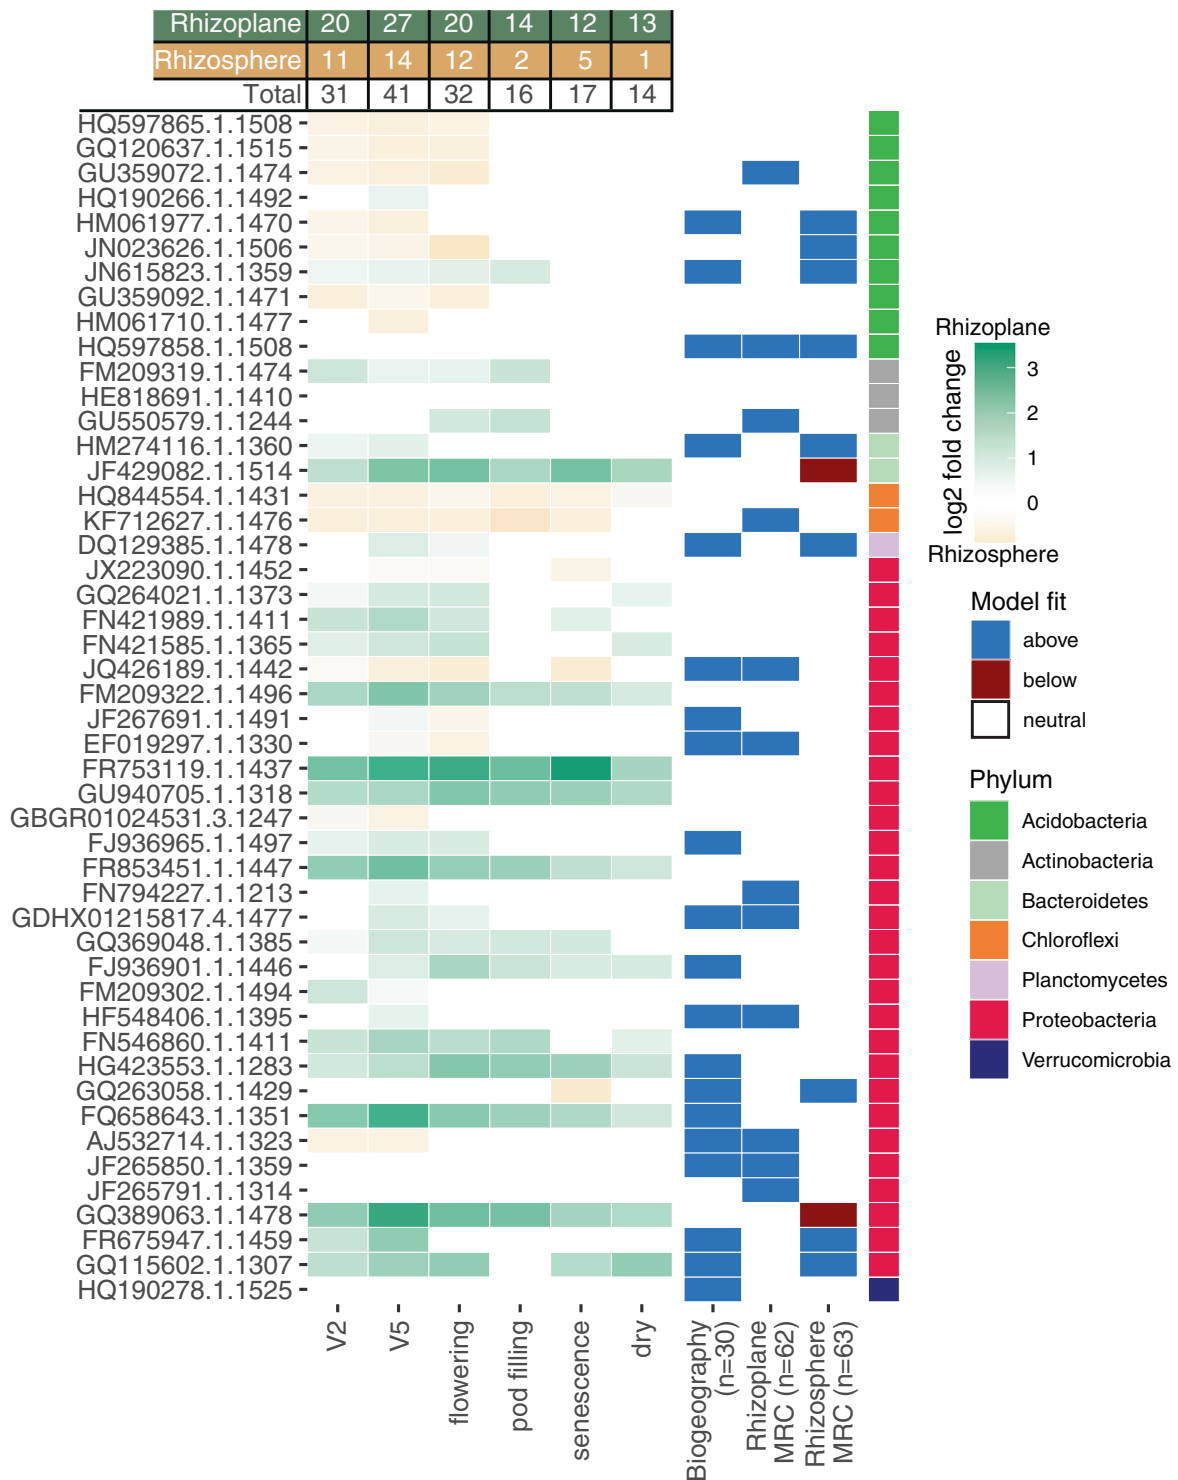 Rhizoplane 20 27 20 14 12 13
Rhizosphere 11 14 12 2 5 1
Total 31 41 32 16 17 14
HQ597865.1.1508
GQ120637.1.1515
GU359072.1.1474
HQ190266.1.1492
HM061977.1.1470
JN023626.1.1506
JN615823.1.1359
GU359092.1.1471
HM061710.1.1477
HQ597858.1.1508
FM209319.1.1474
HE818691.1.1410
GU550579.1.1244
HM274116.1.1360
JF429082.1.1514
HQ844554.1.1431
KF712627.1.1476
DQ129385.1.1478
JX223090.1.1452
GQ264021.1.1373
FN421989.1.1411
FN421585.1.1365
JQ426189.1.1442
FM209322.1.1496
JF267691.1.1491
EF019297.1.1330
FR753119.1.1437
GU940705.1.1318
GBGR01024531.3.1247
FJ936965.1.1497
FR853451.1.1447
FN794227.1.1213
GDHX01215817.4.1477
GQ369048.1.1385
FJ936901.1.1446
FM209302.1.1494
HF548406.1.1395
FN546860.1.1411
HG423553.1.1283
GQ263058.1.1429
FQ658643.1.1351
AJ532714.1.1323
JF265850.1.1359
JF265791.1.1314
GQ389063.1.1478
FR675947.1.1459
GQ115602.1.1307
HQ190278.1.1525
V2
V5
flowering
pod filling
senescence
dry
Biogeography
(n=30)
Rhizoplane
MRC (n=62)
Rhizosphere
MRC (n=63)
Rhizoplane
log2 fold change
3
2
1
0
Rhizosphere
Model fit
above
below
neutral
Phylum
Acidobacteria
Actinobacteria
Bacteroidetes
Chloroflexi
Planctomycetes
Proteobacteria
Verrucomicrobia